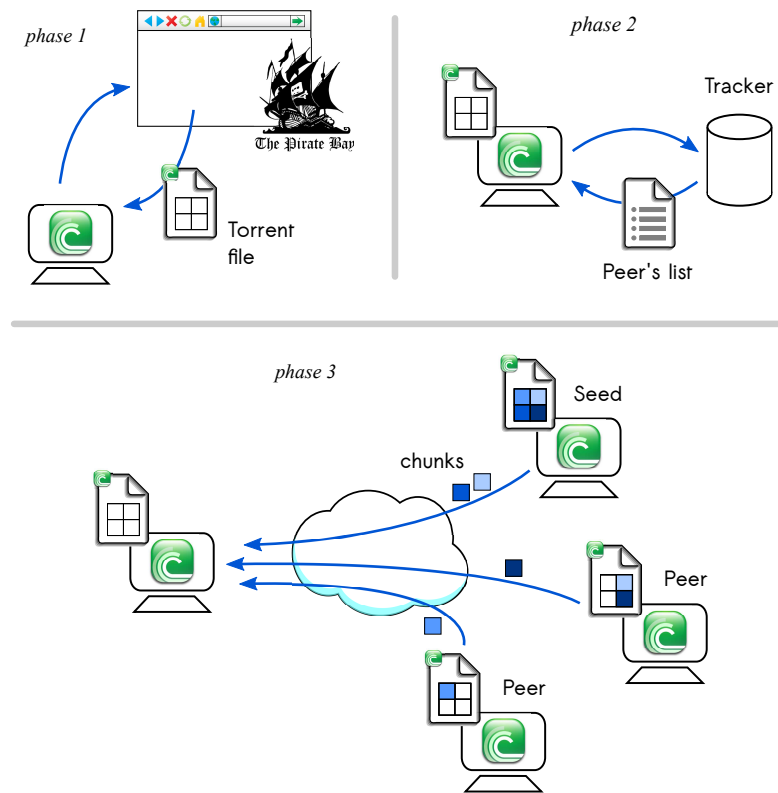 phase 1
The Pirate Bay
Torrent
file
phase 2
Tracker
Peer's list
phase 3
Seed
chunks
Peer
Peer